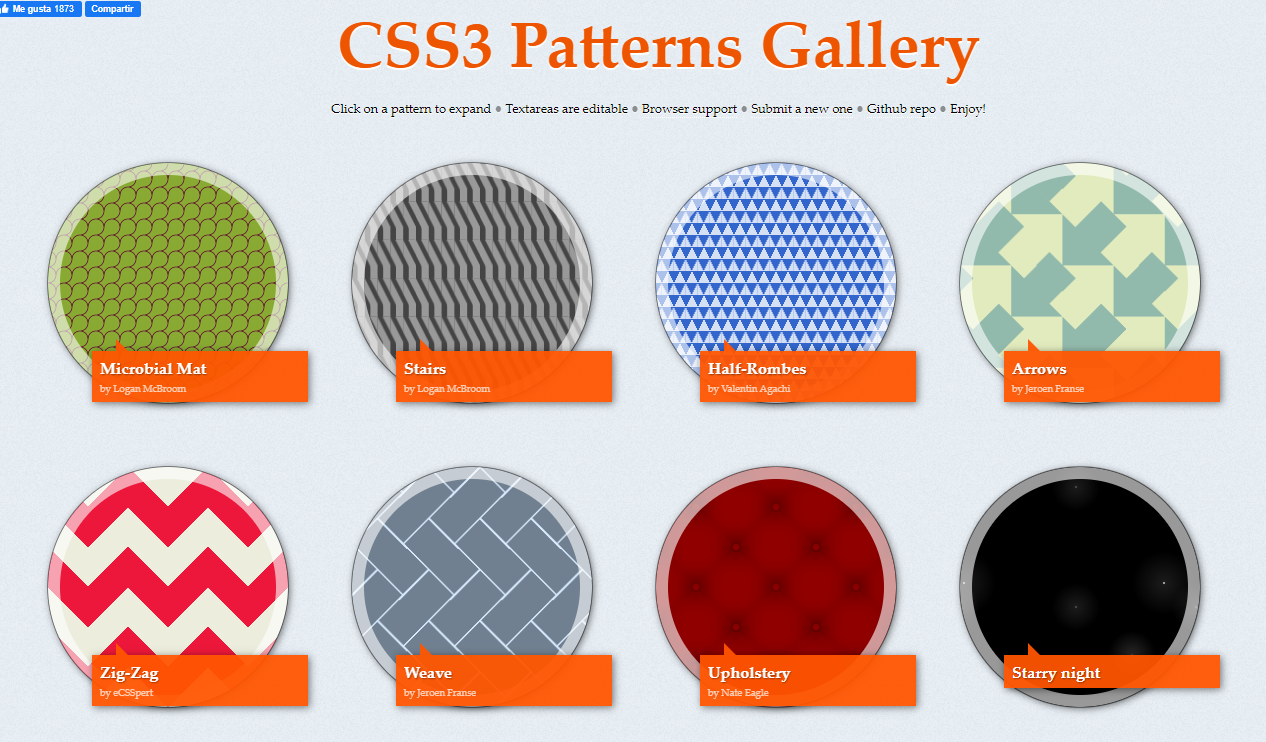 Me gusta 1873 Compartir
CSS3 Patterns Gallery
Click on a pattern to expand ● Textareas are editable ● Browser support ● Submit a new one ● Github repo ● Enjoy!
Microbial Mat
by Logan McBroom
Stairs
by Logan McBroom
Half-Rombes
by Valentin Agachi
Arrows
by Jeroen Franse
Zig-Zag
by eCSSpert
Weave
by Jeroen Franse
Upholstery
by Nate Eagle
Starry night